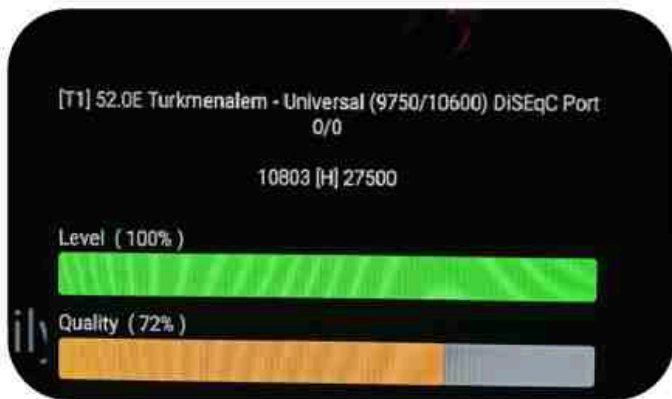 [T1] 52.0E Turkmenalem - Universal (9750/10600) DiSEqC Port
0/0
10803 [H] 27500
Level ( 100% )
Quality ( 72% )